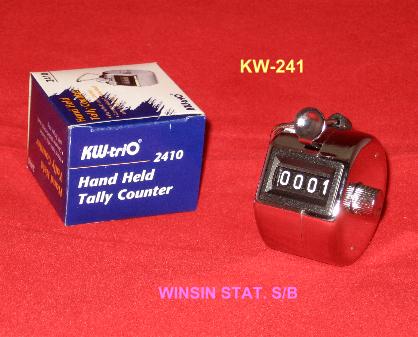 KW-241
KW-triO
2410
Hand Held
Tally Counter
0001
WINSIN STAT. S/B